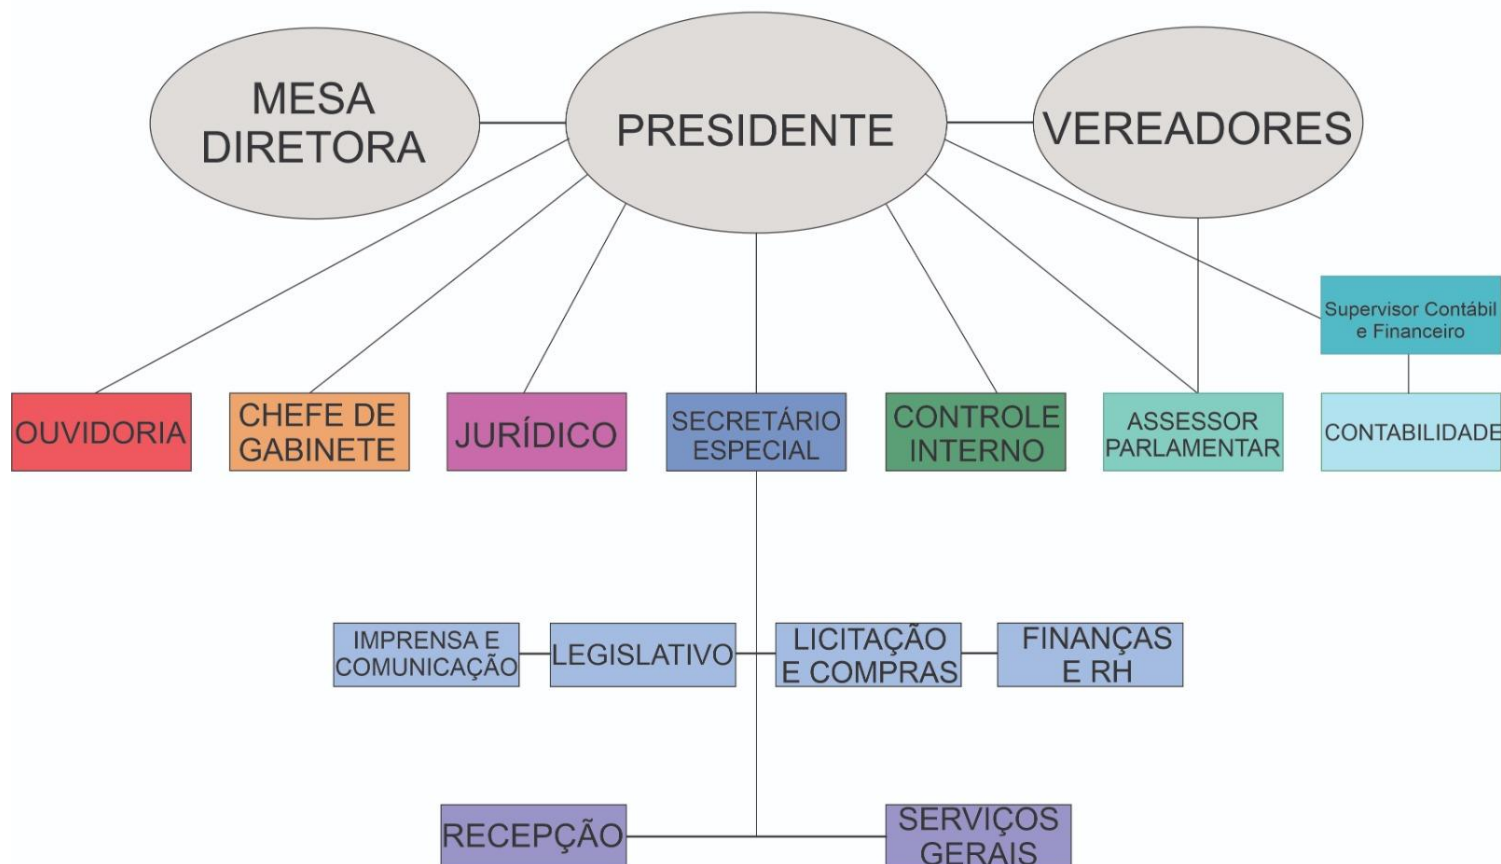 MESA
DIRETORA
PRESIDENTE
VEREADORES
Supervisor Contábil
e Financeiro
OUVIDORIA
CHEFE DE
GABINETE
JURÍDICO
SECRETÁRIO
ESPECIAL
CONTROLE
INTERNO
ASSESSOR
PARLAMENTAR
CONTABILIDADE
IMPRENSA E
COMUNICAÇÃO
LEGISLATIVO
LICITAÇÃO
E COMPRAS
FINANÇAS
E RH
RECEPÇÃO
SERVIÇOS
GERAIS